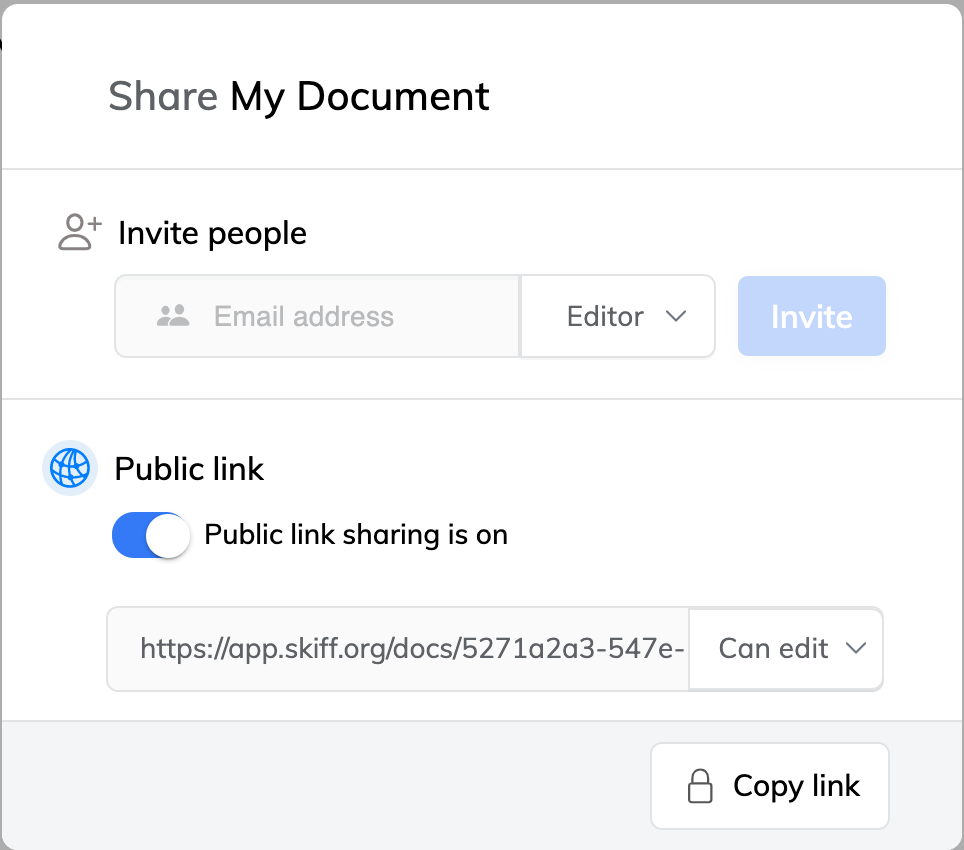 Share My Document
Invite people
Email address
Editor
Invite
Public link
Public link sharing is on
https://app.skiff.org/docs/5271a2a3-547e-
Can edit
Copy link